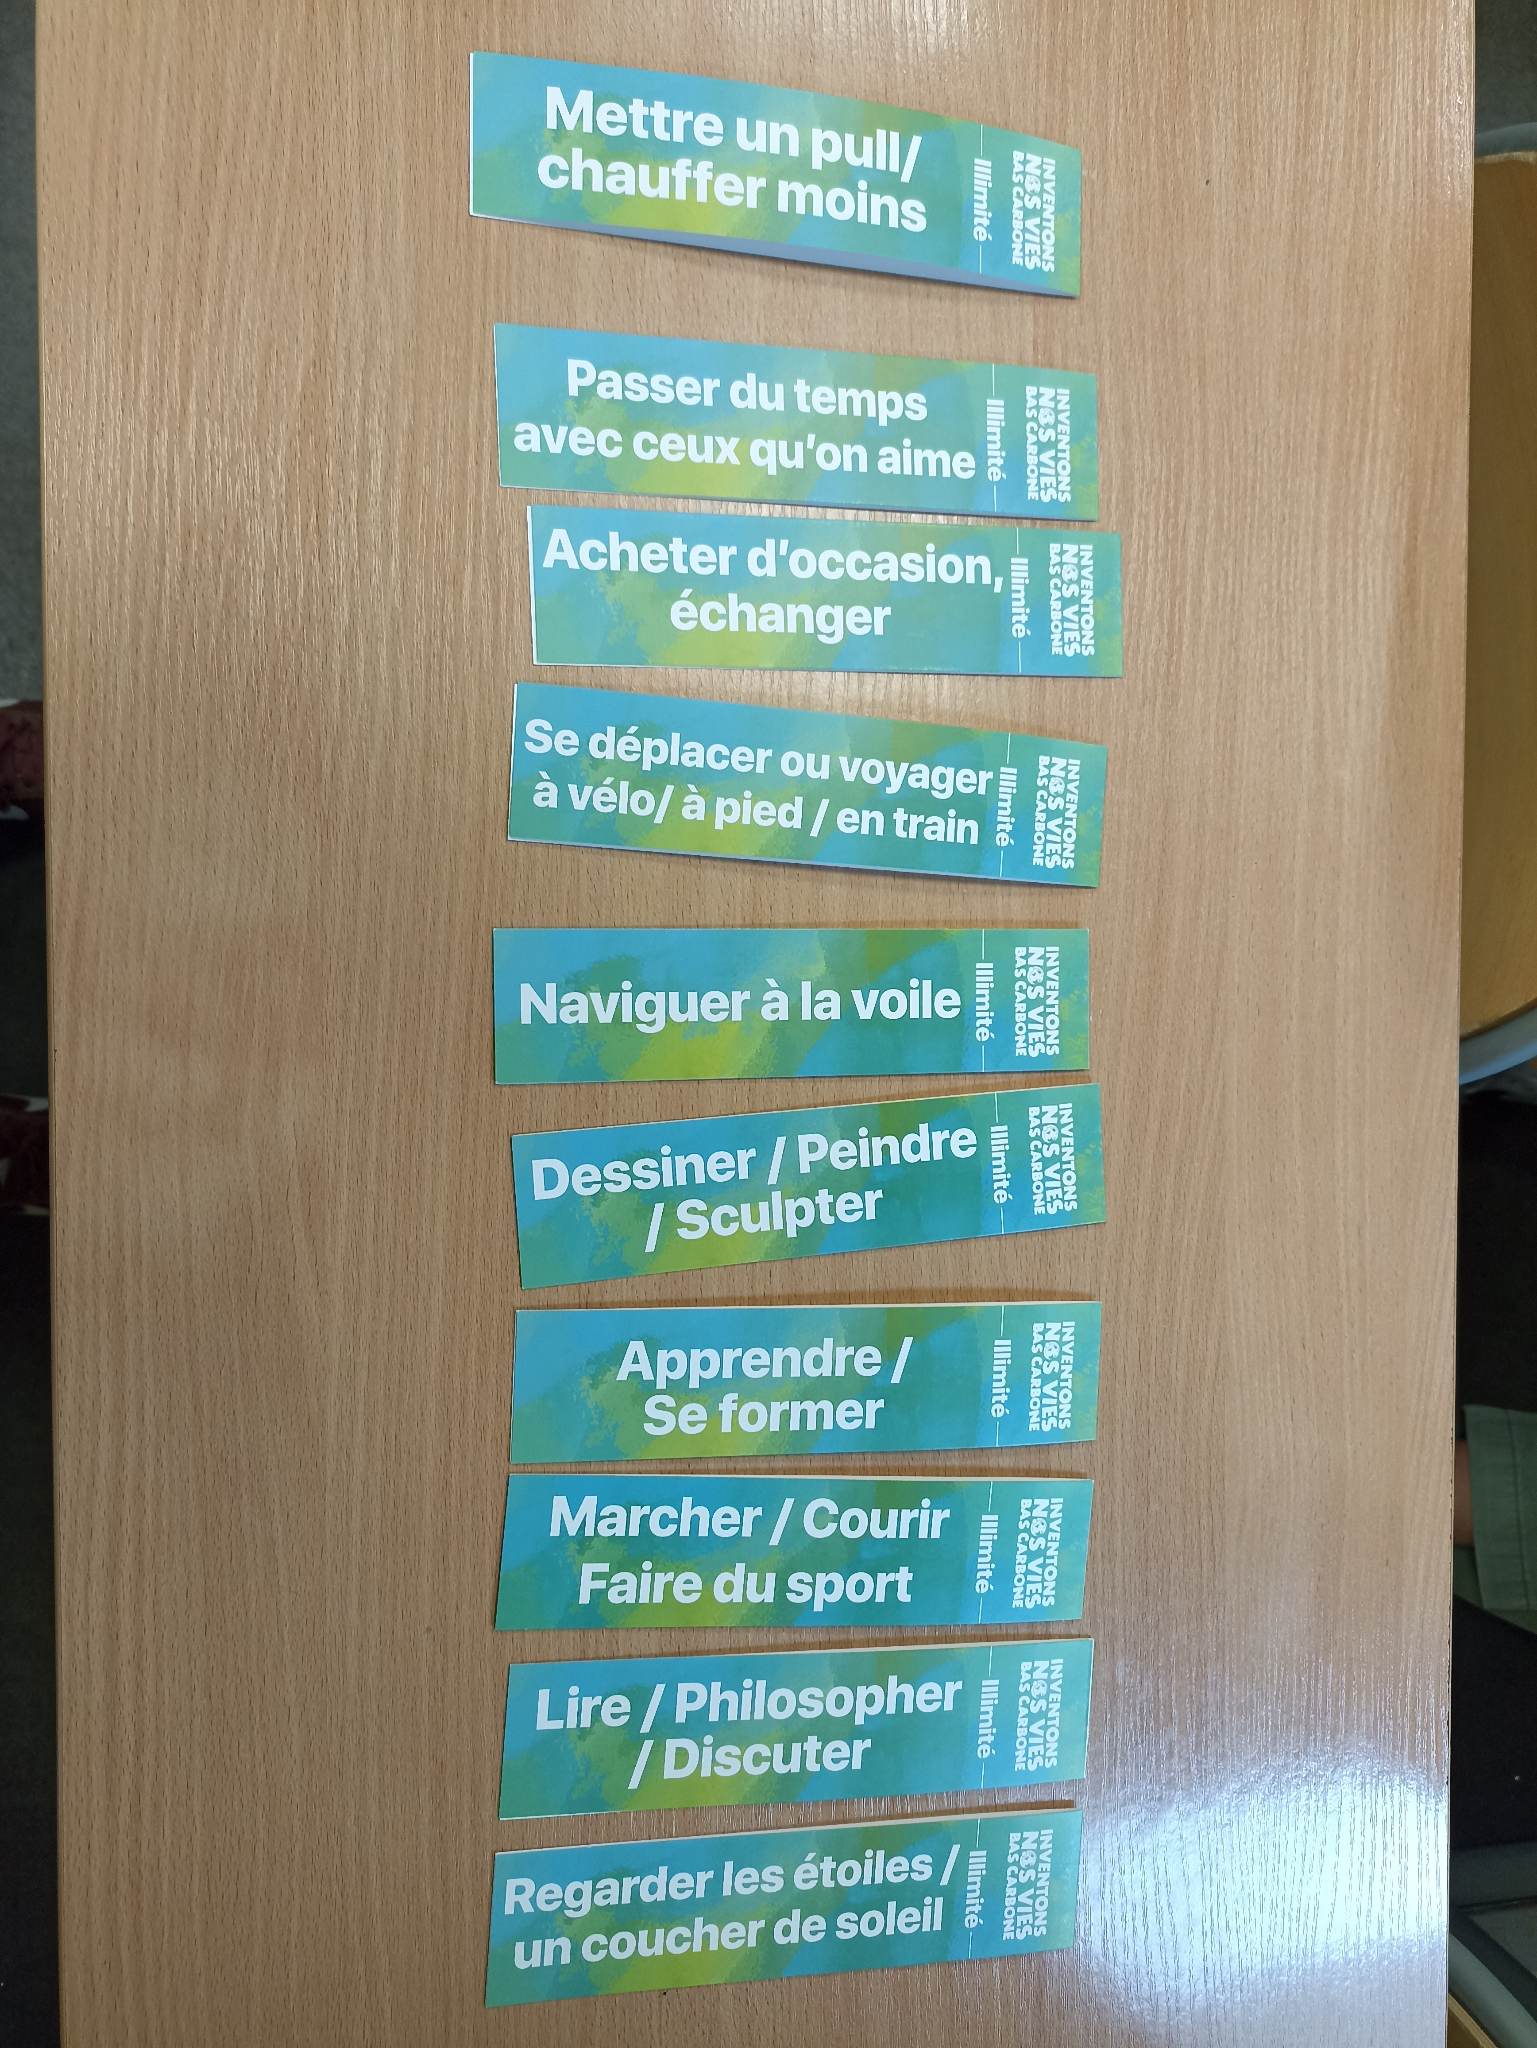 Mettre un pull/
chauffer moins
Illimité
INVENTONS
NOS VIES
BAS CARBONE
Passer du temps
avec ceux qu'on aime
Illimité
INVENTONS
NOS VIES
BAS CARBONE
Acheter d'occasion,
échanger
Illimité
INVENTONS
NOS VIES
BAS CARBONE
Se déplacer ou voyager
à vélo/ à pied / en train
Illimité
INVENTONS
NOS VIES
BAS CARBONE
Naviguer à la voile
Illimité
INVENTONS
NOS VIES
BAS CARBONE
Dessiner / Peindre
/ Sculpter
Illimité
INVENTONS
NOS VIES
BAS CARBONE
Apprendre /
Se former
Illimité
INVENTONS
NOS VIES
BAS CARBONE
Marcher / Courir
Faire du sport
Illimité
INVENTONS
NOS VIES
BAS CARBONE
Lire / Philosopher
/ Discuter
Illimité
INVENTONS
NOS VIES
BAS CARBONE
Regarder les étoiles /
un coucher de soleil
Illimité
INVENTONS
NOS VIES
BAS CARBONE